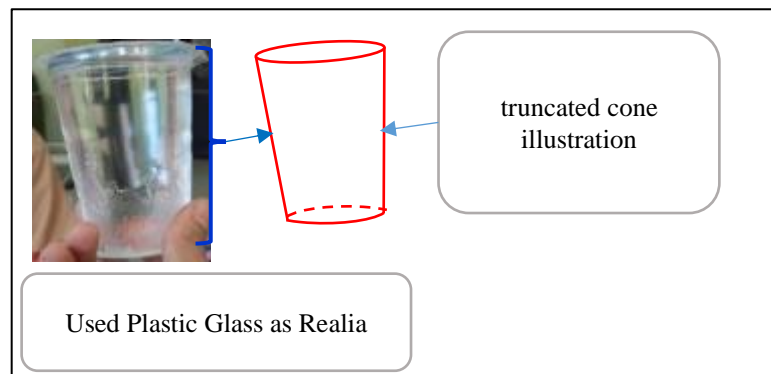 truncated cone
illustration
Used Plastic Glass as Realia